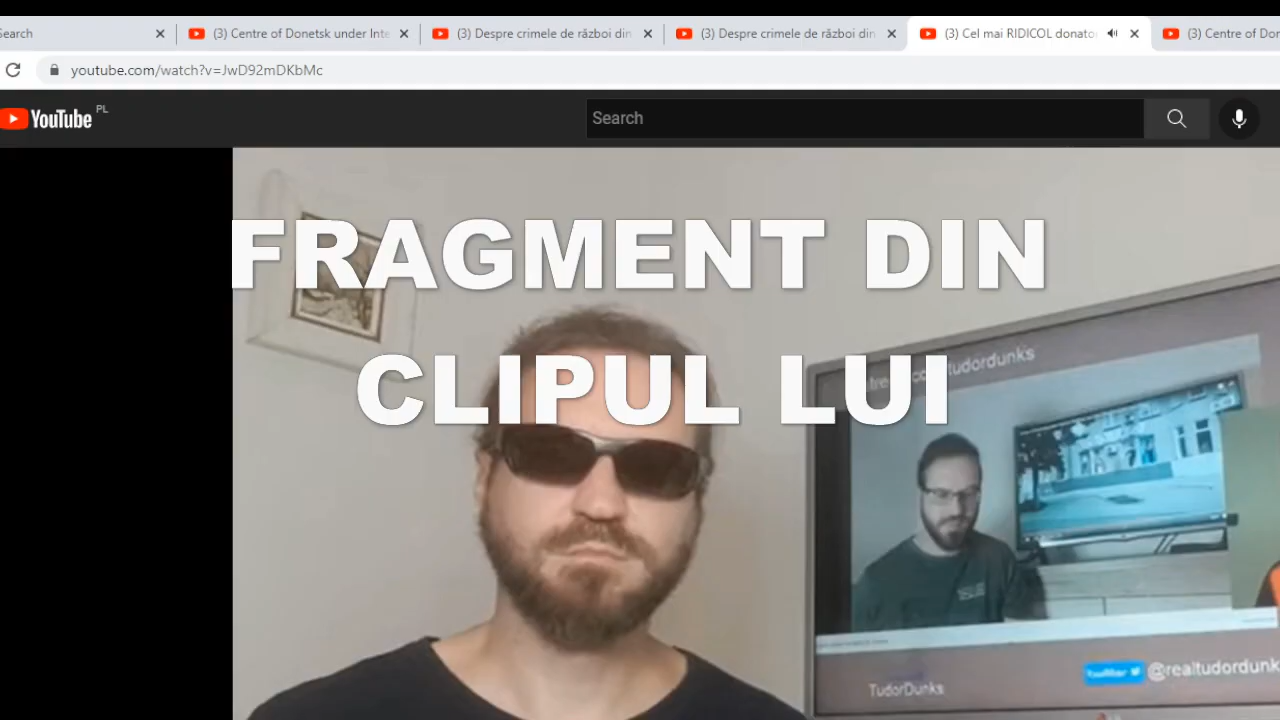 Search
(3) Centre of Donetsk under Inte
(3) Despre crimele de război din
(3) Despre crimele de război din
(3) Cel mai RIDICOL donato
(3) Centre of Don
youtube.com/watch?v=JwD92mDKbMc
YouTube PL
Search
FRAGMENT DIN
CLIPUL LUI
tudordunks
TudorDunks
@realtudordunk